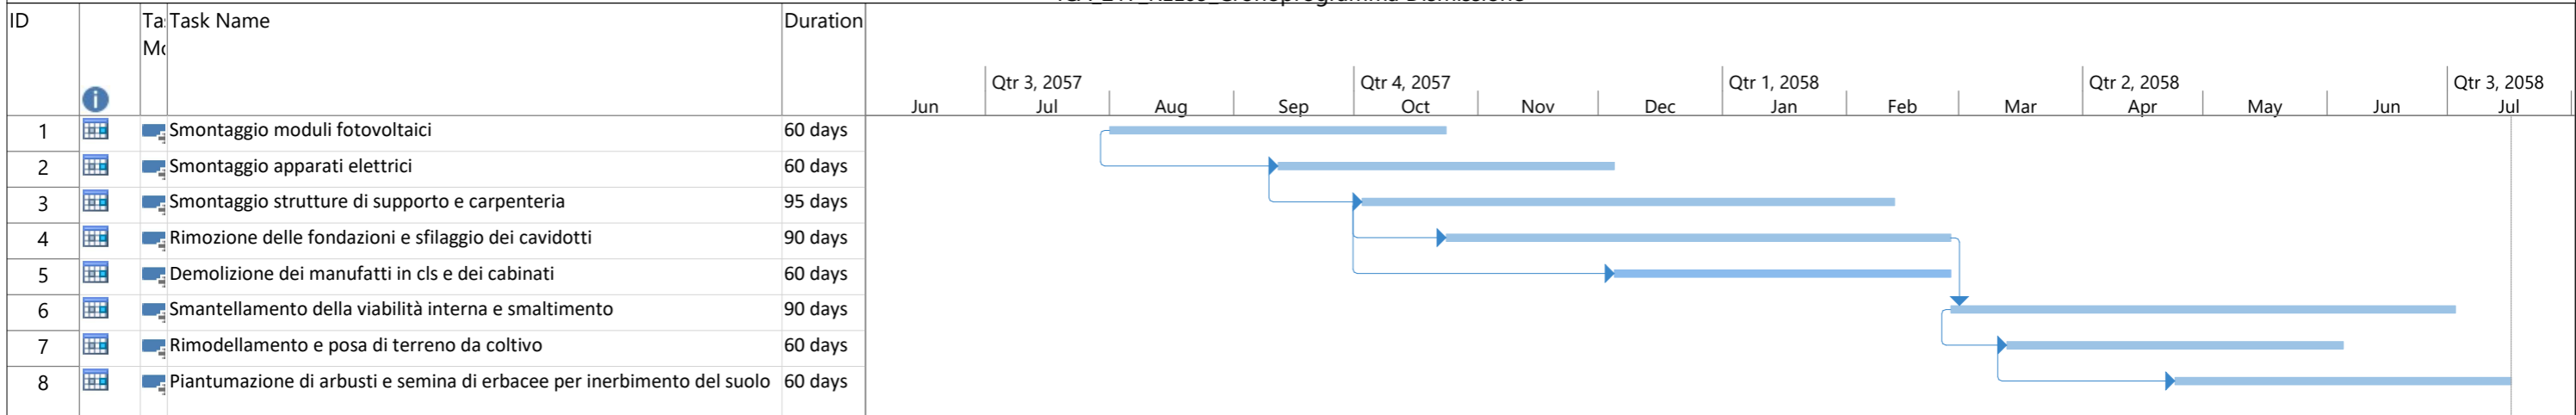 ID Ta: Task Name Duration
Mo
Qtr 3, 2057 Qtr 4, 2057 Qtr 1, 2058 Qtr 2, 2058 Qtr 3, 2058
Jun Jul Aug Sep Oct Nov Dec Jan Feb Mar Apr May Jun Jul
1 Smontaggio moduli fotovoltaici 60 days
2 Smontaggio apparati elettrici 60 days
3 Smontaggio strutture di supporto e carpenteria 95 days
4 Rimozione delle fondazioni e sfilaggio dei cavidotti 90 days
5 Demolizione dei manufatti in cls e dei cabinati 60 days
6 Smantellamento della viabilità interna e smaltimento 90 days
7 Rimodellamento e posa di terreno da coltivo 60 days
8 Piantumazione di arbusti e semina di erbacee per inerbimento del suolo 60 days